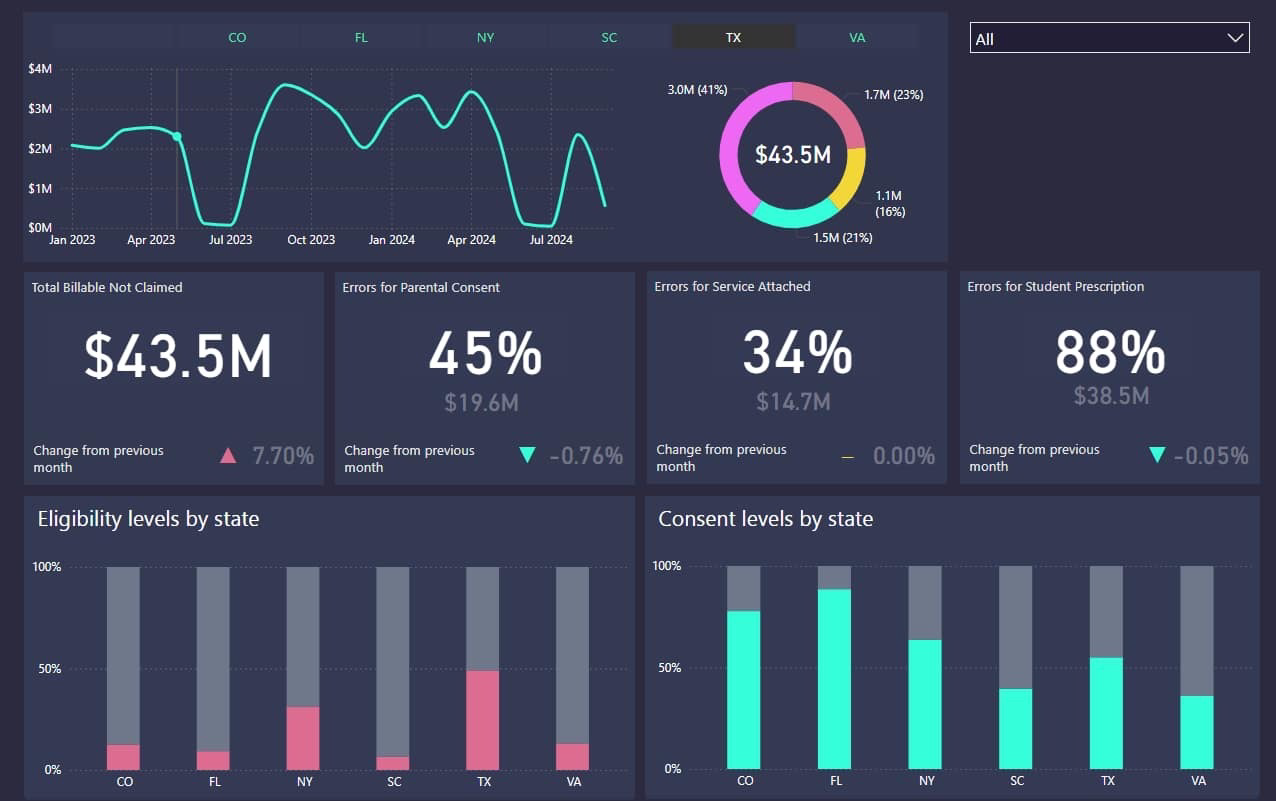 CO FL NY SC TX VA
All
$4M
$3M
$2M
$1M
$0M
Jan 2023 Apr 2023 Jul 2023 Oct 2023 Jan 2024 Apr 2024 Jul 2024
3.0M (41%)
1.7M (23%)
$43.5M
1.1M
(16%)
1.5M (21%)
Total Billable Not Claimed
$43.5M
Change from previous
month
7.70%
Errors for Parental Consent
45%
$19.6M
Change from previous
month
-0.76%
Errors for Service Attached
34%
$14.7M
Change from previous
month
0.00%
Errors for Student Prescription
88%
$38.5M
Change from previous
month
-0.05%
Eligibility levels by state
100%
50%
0%
CO FL NY SC TX VA
Consent levels by state
100%
50%
0%
CO FL NY SC TX VA